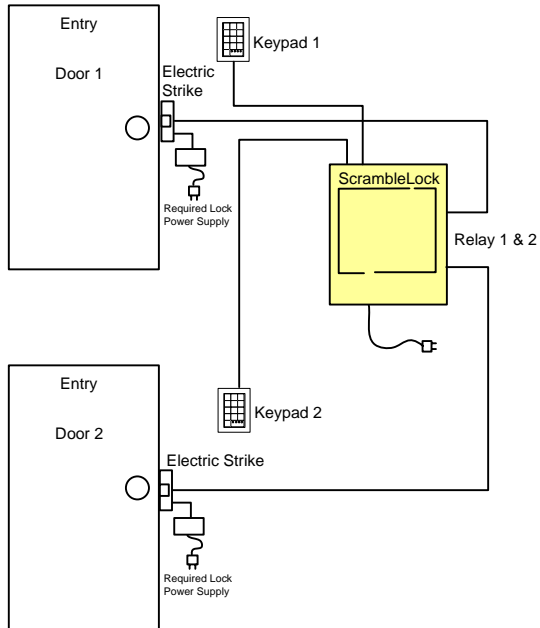 Entry
Door 1
Electric
Strike
Required Lock
Power Supply
Keypad 1
ScrambleLock
Relay 1 & 2
Entry
Door 2
Keypad 2
Electric Strike
Required Lock
Power Supply